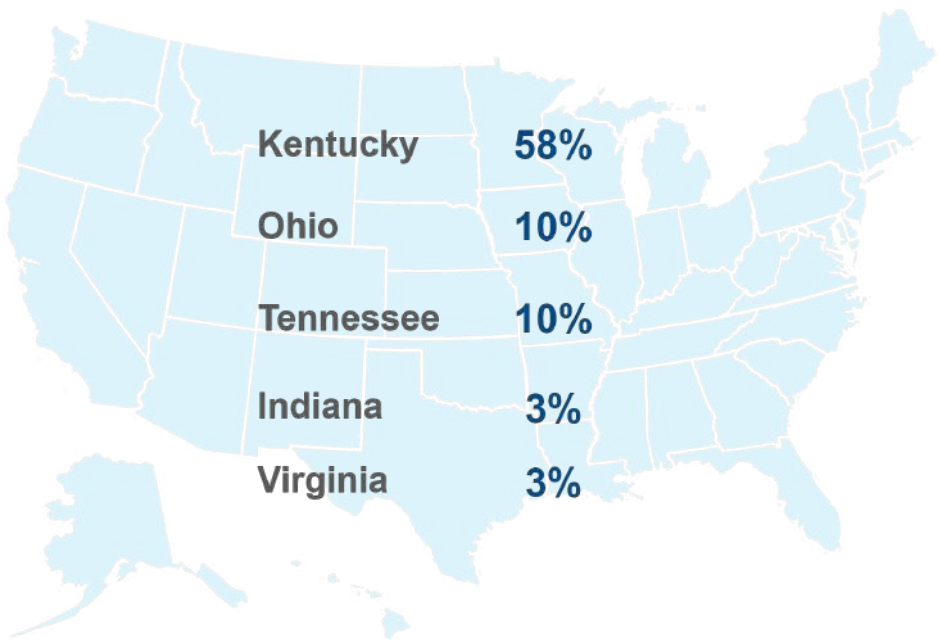 Kentucky 58%
Ohio 10%
Tennessee 10%
Indiana 3%
Virginia 3%